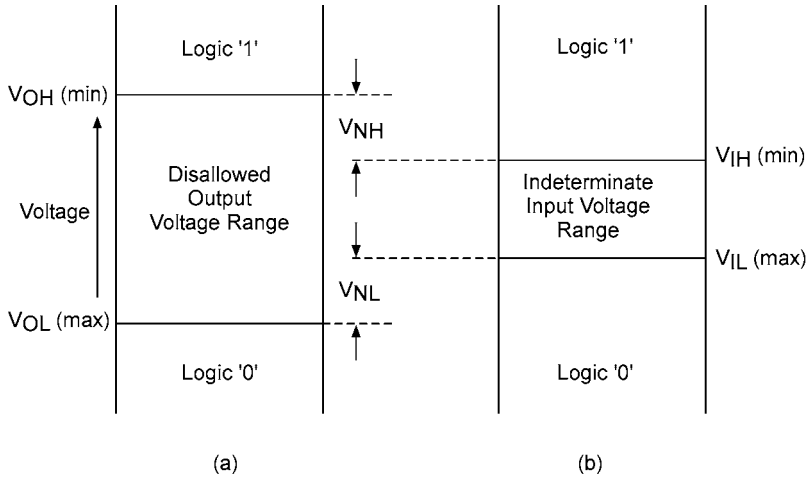 Logic '1'
Logic '1'
VOH (min)
VNH
VIH (min)
Disallowed
Output
Voltage Range
Indeterminate
Input Voltage
Range
Voltage
VIL (max)
VNL
VOL (max)
Logic '0'
Logic '0'
(a)
(b)